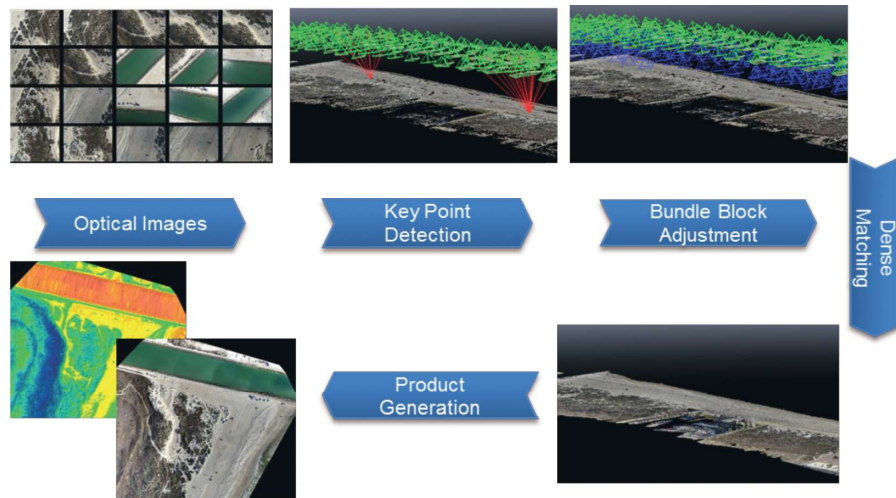 Optical Images
Key Point
Detection
Bundle Block
Adjustment
Dense
Matching
Product
Generation